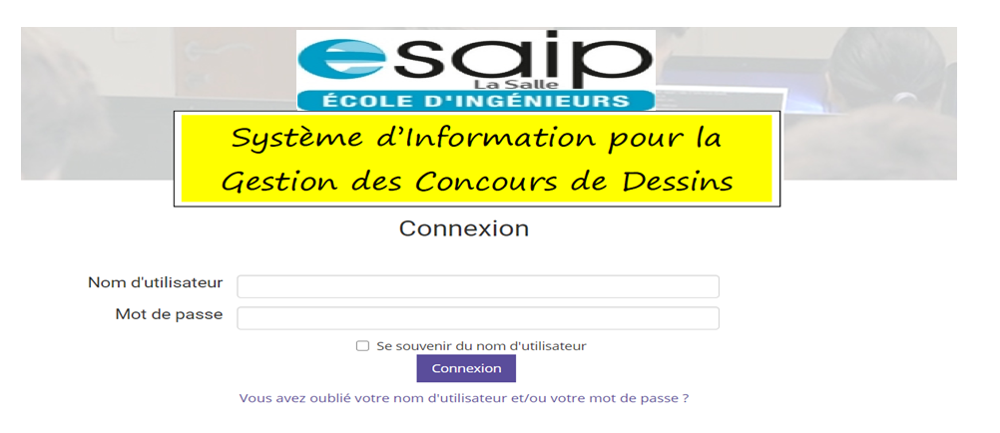 esaip
La Salle
ÉCOLE D'INGÉNIEURS
Système d'Information pour la
Gestion des Concours de Dessins
Connexion
Nom d'utilisateur
Mot de passe
Se souvenir du nom d'utilisateur
Connexion
Vous avez oublié votre nom d'utilisateur et/ou votre mot de passe ?